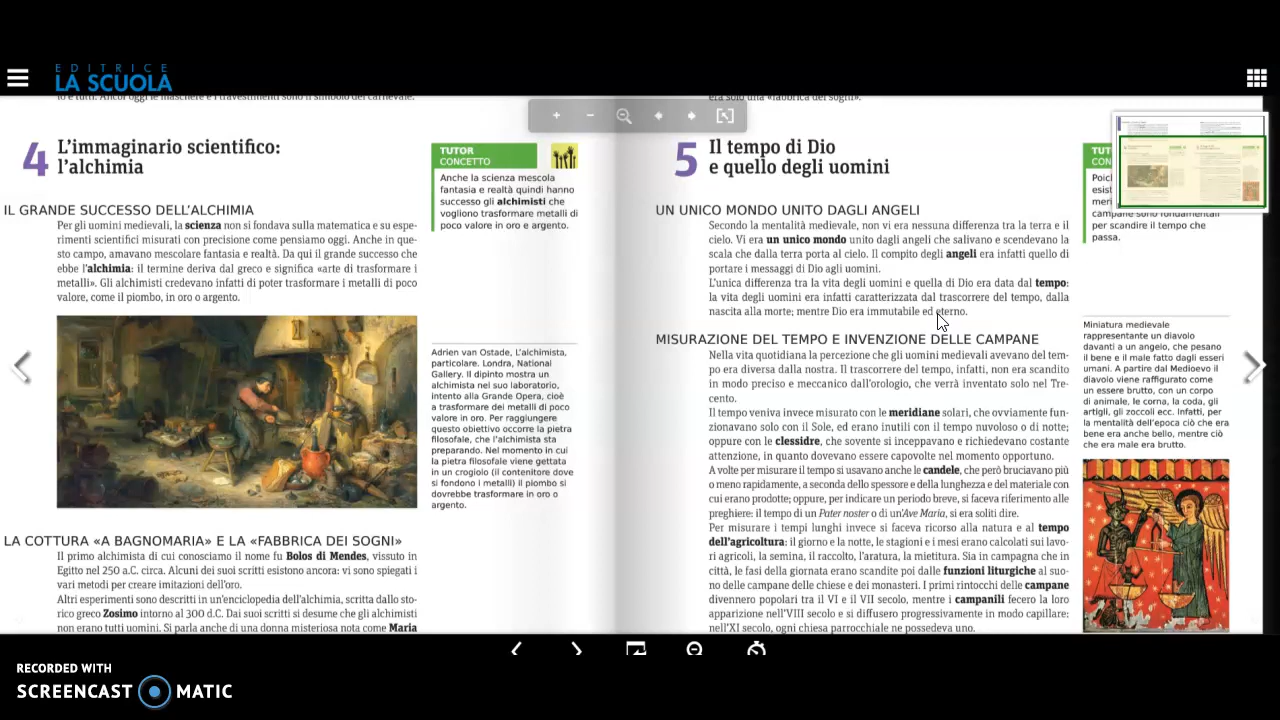 EDITRICE
LA SCUOLA
4 L'immaginario scientifico:
l'alchimia
TUTOR
CONCETTO
Anche la scienza mescola
fantasia e realtà quindi hanno
successo gli alchimisti che
vogliono trasformare metalli di
poco valore in oro e argento.
IL GRANDE SUCCESSO DELL'ALCHIMIA
Per gli uomini medievali, la scienza non si fondava sulla matematica e su espe-
rimenti scientifici misurati con precisione come pensiamo oggi. Anche in que-
sto campo, amavano mescolare fantasia e realtà. Da qui il grande successo che
ebbe l'alchimia: il termine deriva dal greco e significa «arte di trasformare i
metalli». Gli alchimisti credevano infatti di poter trasformare i metalli di poco
valore, come il piombo, in oro o argento.
Adrien van Ostade, L'alchimista,
particolare. Londra, National
Gallery. Il dipinto mostra un
alchimista nel suo laboratorio,
intento alla Grande Opera, cioè
a trasformare dei metalli di poco
valore in oro. Per raggiungere
questo obiettivo occorre la pietra
filosofale, che l'alchimista sta
preparando. Nel momento in cui
la pietra filosofale viene gettata
in un crogiolo (il contenitore dove
si fondono i metalli) il piombo si
dovrebbe trasformare in oro o
argento.
LA COTTURA «A BAGNOMARIA» E LA «FABBRICA DEI SOGNI»
Il primo alchimista di cui conosciamo il nome fu Bolos di Mendes, vissuto in
Egitto nel 250 a.C. circa. Alcuni dei suoi scritti esistono ancora: vi sono spiegati i
vari metodi per creare imitazioni dell'oro.
Altri esperimenti sono descritti in un'enciclopedia dell'alchimia, scritta dallo sto-
rico greco Zosimo intorno al 300 d.C. Dai suoi scritti si desume che gli alchimisti
non erano tutti uomini. Si parla anche di una donna misteriosa nota come Maria
era solo una «fabbrica dei sogni».
5 Il tempo di Dio
e quello degli uomini
UN UNICO MONDO UNITO DAGLI ANGELI
Secondo la mentalità medievale, non vi era nessuna differenza tra la terra e il
cielo. Vi era un unico mondo unito dagli angeli che salivano e scendevano la
scala che dalla terra porta al cielo. Il compito degli angeli era infatti quello di
portare i messaggi di Dio agli uomini.
L'unica differenza tra la vita degli uomini e quella di Dio era data dal tempo:
la vita degli uomini era infatti caratterizzata dal trascorrere del tempo, dalla
nascita alla morte; mentre Dio era immutabile ed eterno.
MISURAZIONE DEL TEMPO E INVENZIONE DELLE CAMPANE
Nella vita quotidiana la percezione che gli uomini medievali avevano del tem-
po era diversa dalla nostra. Il trascorrere del tempo, infatti, non era scandito
in modo preciso e meccanico dall'orologio, che verrà inventato solo nel Tre-
cento.
Il tempo veniva invece misurato con le meridiane solari, che ovviamente fun-
zionavano solo con il Sole, ed erano inutili con il tempo nuvoloso o di notte;
oppure con le clessidre, che sovente si inceppavano e richiedevano costante
attenzione, in quanto dovevano essere capovolte nel momento opportuno.
A volte per misurare il tempo si usavano anche le candele, che però bruciavano più
o meno rapidamente, a seconda dello spessore e della lunghezza e del materiale con
cui erano prodotte; oppure, per indicare un periodo breve, si faceva riferimento alle
preghiere: il tempo di un Pater noster o di un'Ave Maria, si era soliti dire.
Per misurare i tempi lunghi invece si faceva ricorso alla natura e al tempo
dell'agricoltura: il giorno e la notte, le stagioni e i mesi erano calcolati sui lavo-
ri agricoli, la semina, il raccolto, l'aratura, la mietitura. Sia in campagna che in
città, le fasi della giornata erano scandite poi dalle funzioni liturgiche al suo-
no delle campane delle chiese e dei monasteri. I primi rintocchi delle campane
divennero popolari tra il VI e il VII secolo, mentre i campanili fecero la loro
apparizione nell'VIII secolo e si diffusero progressivamente in modo capillare:
nell'XI secolo, ogni chiesa parrocchiale ne possedeva uno.
campane sono fondamentali
per scandire il tempo che
passa.
Miniatura medievale
rappresentante un diavolo
davanti a un angelo, che pesano
il bene e il male fatto dagli esseri
umani. A partire dal Medioevo il
diavolo viene raffigurato come
un essere brutto, con un corpo
di animale, le corna, la coda, gli
artigli, gli zoccoli ecc. Infatti, per
la mentalità dell'epoca ciò che era
bene era anche bello, mentre ciò
che era male era brutto.
RECORDED WITH
SCREENCAST MATIC